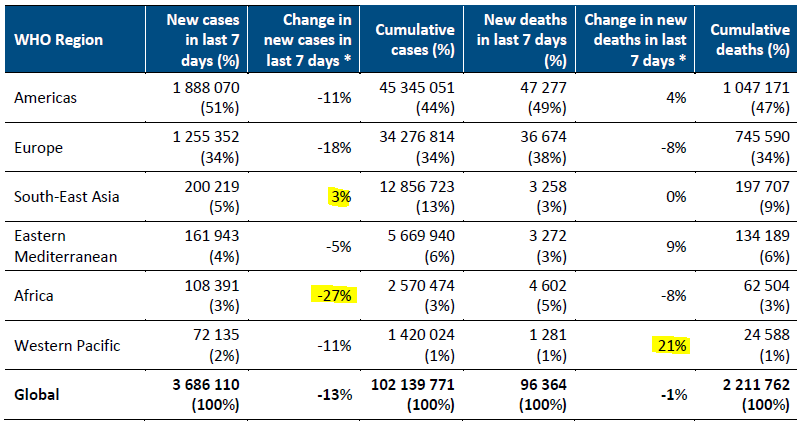 WHO Region New cases in last 7 days (%) Change in new cases in last 7 days * Cumulative cases (%) New deaths in last 7 days (%) Change in new deaths in last 7 days * Cumulative deaths (%)
Americas 1 888 070 (51%) -11% 45 345 051 (44%) 47 277 (49%) 4% 1 047 171 (47%)
Europe 1 255 352 (34%) -18% 34 276 814 (34%) 36 674 (38%) -8% 745 590 (34%)
South-East Asia 200 219 (5%) 3% 12 856 723 (13%) 3 258 (3%) 0% 197 707 (9%)
Eastern Mediterranean 161 943 (4%) -5% 5 669 940 (6%) 3 272 (3%) 9% 134 189 (6%)
Africa 108 391 (3%) -27% 2 570 474 (3%) 4 602 (5%) -8% 62 504 (3%)
Western Pacific 72 135 (2%) -11% 1 420 024 (1%) 1 281 (1%) 21% 24 588 (1%)
Global 3 686 110 (100%) -13% 102 139 771 (100%) 96 364 (100%) -1% 2 211 762 (100%)